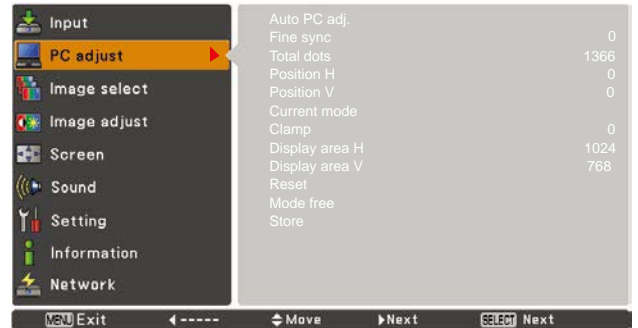 Input
PC adjust
Image select
Image adjust
Screen
Sound
Setting
Information
Network
Auto PC adj.
Fine sync 0
Total dots 1366
Position H 0
Position V 0
Current mode
Clamp 0
Display area H 1024
Display area V 768
Reset
Mode free
Store
MENU Exit ----- Move Next SELECT Next